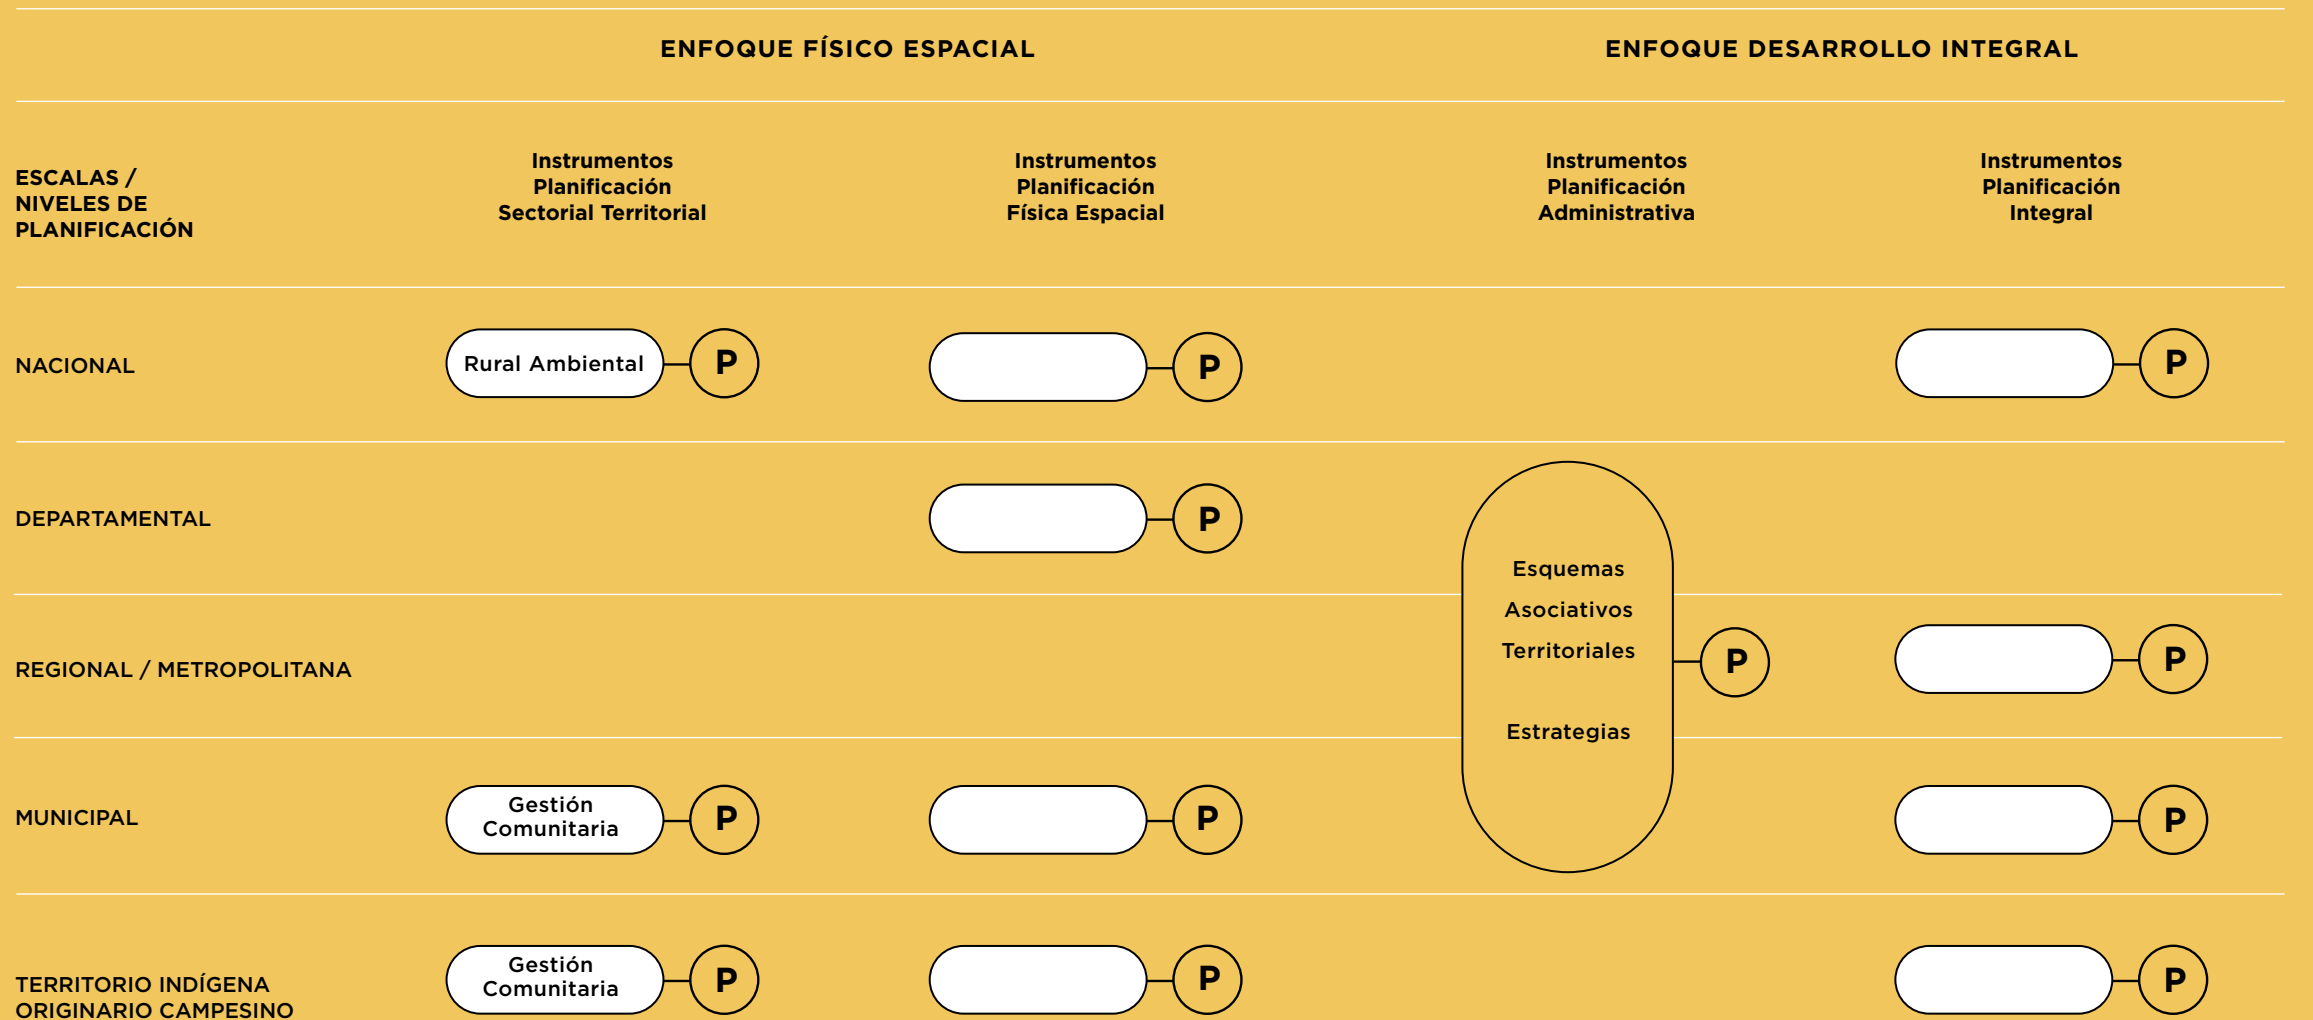 ENFOQUE FÍSICO ESPACIAL
ENFOQUE DESARROLLO INTEGRAL
ESCALAS /
NIVELES DE
PLANIFICACIÓN
Instrumentos
Planificación
Sectorial Territorial
Instrumentos
Planificación
Física Espacial
Instrumentos
Planificación
Administrativa
Instrumentos
Planificación
Integral
NACIONAL
Rural Ambiental
P
P
P
DEPARTAMENTAL
P
Esquemas
Asociativos
Territoriales
Estrategias
P
REGIONAL / METROPOLITANA
P
MUNICIPAL
Gestión
Comunitaria
P
P
P
TERRITORIO INDÍGENA
ORIGINARIO CAMPESINO
Gestión
Comunitaria
P
P
P